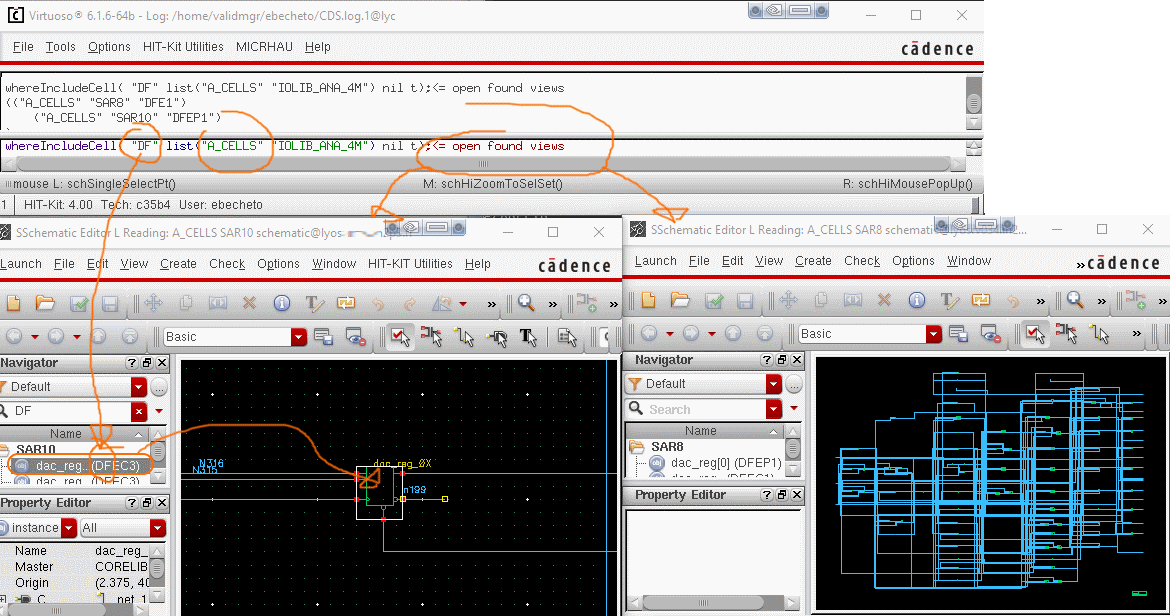 Virtuoso® 6.1.6-64b - Log: /home/validmgr/ebecheto/CDS.log.1@lyc
File Tools Options HIT-Kit Utilities MICRHAU Help
cādence
whereIncludeCell( "DF" list("A_CELLS" "IOLIB_ANA_4M") nil t);<= open found views
(("A_CELLS" "SAR8" "DFE1")
("A_CELLS" "SAR10" "DFEP1")
whereIncludeCell "DF" list("A_CELLS" "IOLIB_ANA_4M") nil t);<= open found views
mouse L: schSingleSelectPt() M: schHiZoomToSelSet() R: schHiMousePopUp()
1 HIT-Kit: 4.00 Tech: c35b4 User: ebecheto
SSchematic Editor L Reading: A_CELLS SAR10 schematic@lyos
Launch File Edit View Create Check Options Window HIT-KIT Utilities Help
cādence
»
»
»
Basic
T
Navigator
?
Default
...
DF
Name
SAR10
dac_reg.. (DFEC3)
dac_reg.. (DFEC3)
Property Editor
?
instance All
Name dac_reg_
Master CORELIB
Origin (2.375, 40
C net_1
N316
N315
dac_reg_0X
n199
SSchematic Editor L Reading: A_CELLS SAR8 schematic@
Launch File Edit View Create Check Options Window
» cādence
»
»
»
Basic
»
Navigator
?
Default
...
Search
Name
SAR8
dac_reg[0] (DFEP1)
Property Editor
?